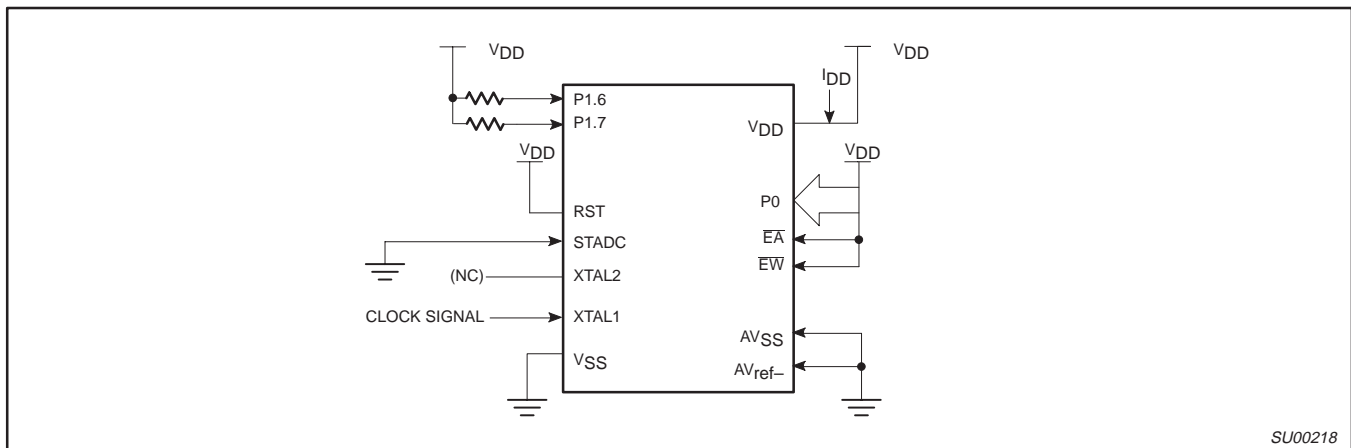 VDD
VDD
IDD
P1.6
P1.7
VDD
VDD
VDD
P0
RST
EA
STADC
EW
(NC)
XTAL2
CLOCK SIGNAL
XTAL1
AVSS
VSS
AVref–
SU00218